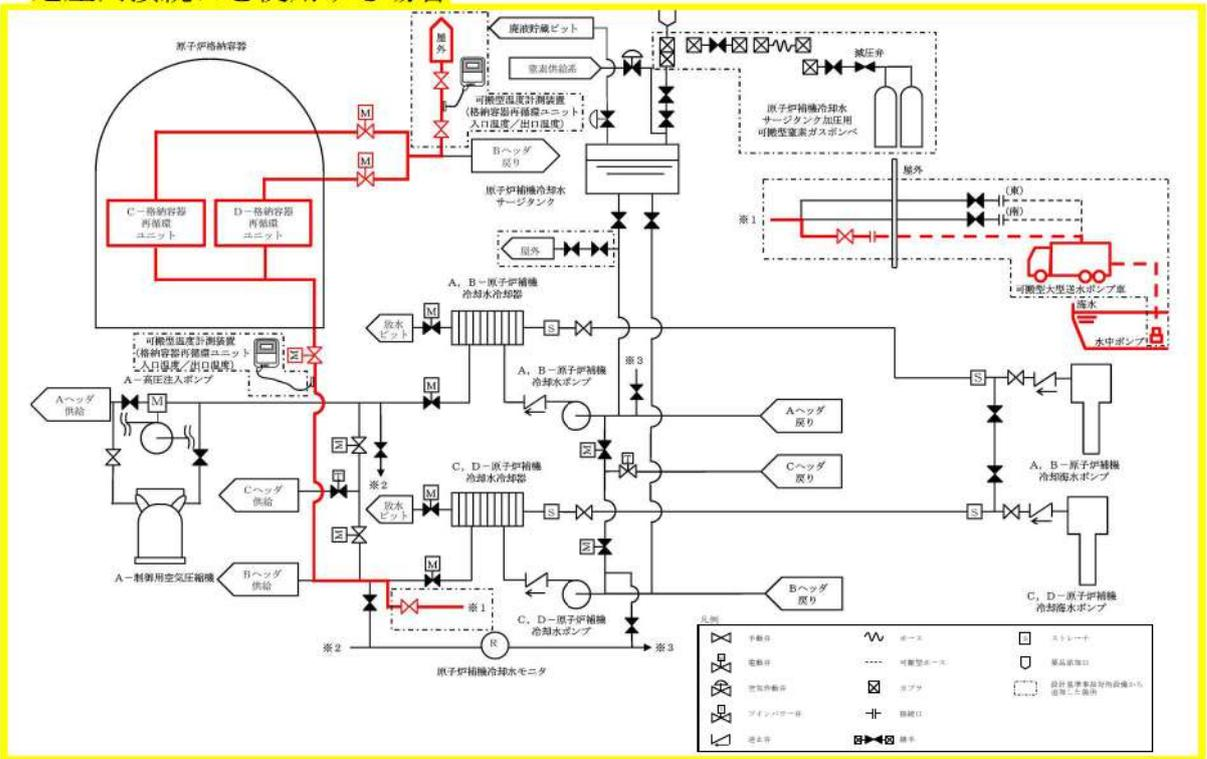 原子炉格納容器
屋外
廃液貯蔵ピット
窒素供給系
減圧弁
可搬型温度計測装置
(格納容器再循環ユニット
入口温度/出口温度)
原子炉補機冷却水
サージタンク加圧用
可搬型窒素ガスボンベ
Bヘッダ
戻り
原子炉補機冷却水
サージタンク
屋外
(東)
(南)
※1
C-格納容器
再循環
ユニット
D-格納容器
再循環
ユニット
屋外
可搬型大型送水ポンプ車
海水
水中ポンプ
A,B-原子炉補機
冷却水冷却器
放水
ピット
M
S
可搬型温度計測装置
(格納容器再循環ユニット
入口温度/出口温度)
A-高圧注入ポンプ
A,B-原子炉補機
冷却水ポンプ
※3
Aヘッダ
供給
Aヘッダ
戻り
A,B-原子炉補機
冷却海水ポンプ
Cヘッダ
供給
※2
C,D-原子炉補機
冷却水冷却器
放水
ピット
Cヘッダ
戻り
A-制御用空気圧縮機
Bヘッダ
供給
※1
C,D-原子炉補機
冷却水ポンプ
Bヘッダ
戻り
C,D-原子炉補機
冷却海水ポンプ
※2
R
※3
原子炉補機冷却水モニタ
凡例
手動弁
ホース
ストレーナ
電動弁
可搬型ホース
薬品添加口
空気作動弁
カプラ
設計基準事故対処設備から
追加した箇所
ツインパワー弁
接続口
逆止弁